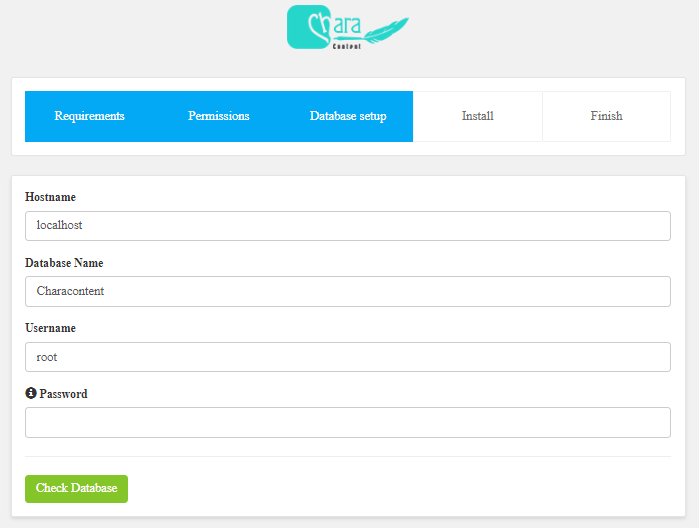 Chara
Content
Requirements Permissions Database setup Install Finish
Hostname
localhost
Database Name
Characontent
Username
root
Password
Check Database